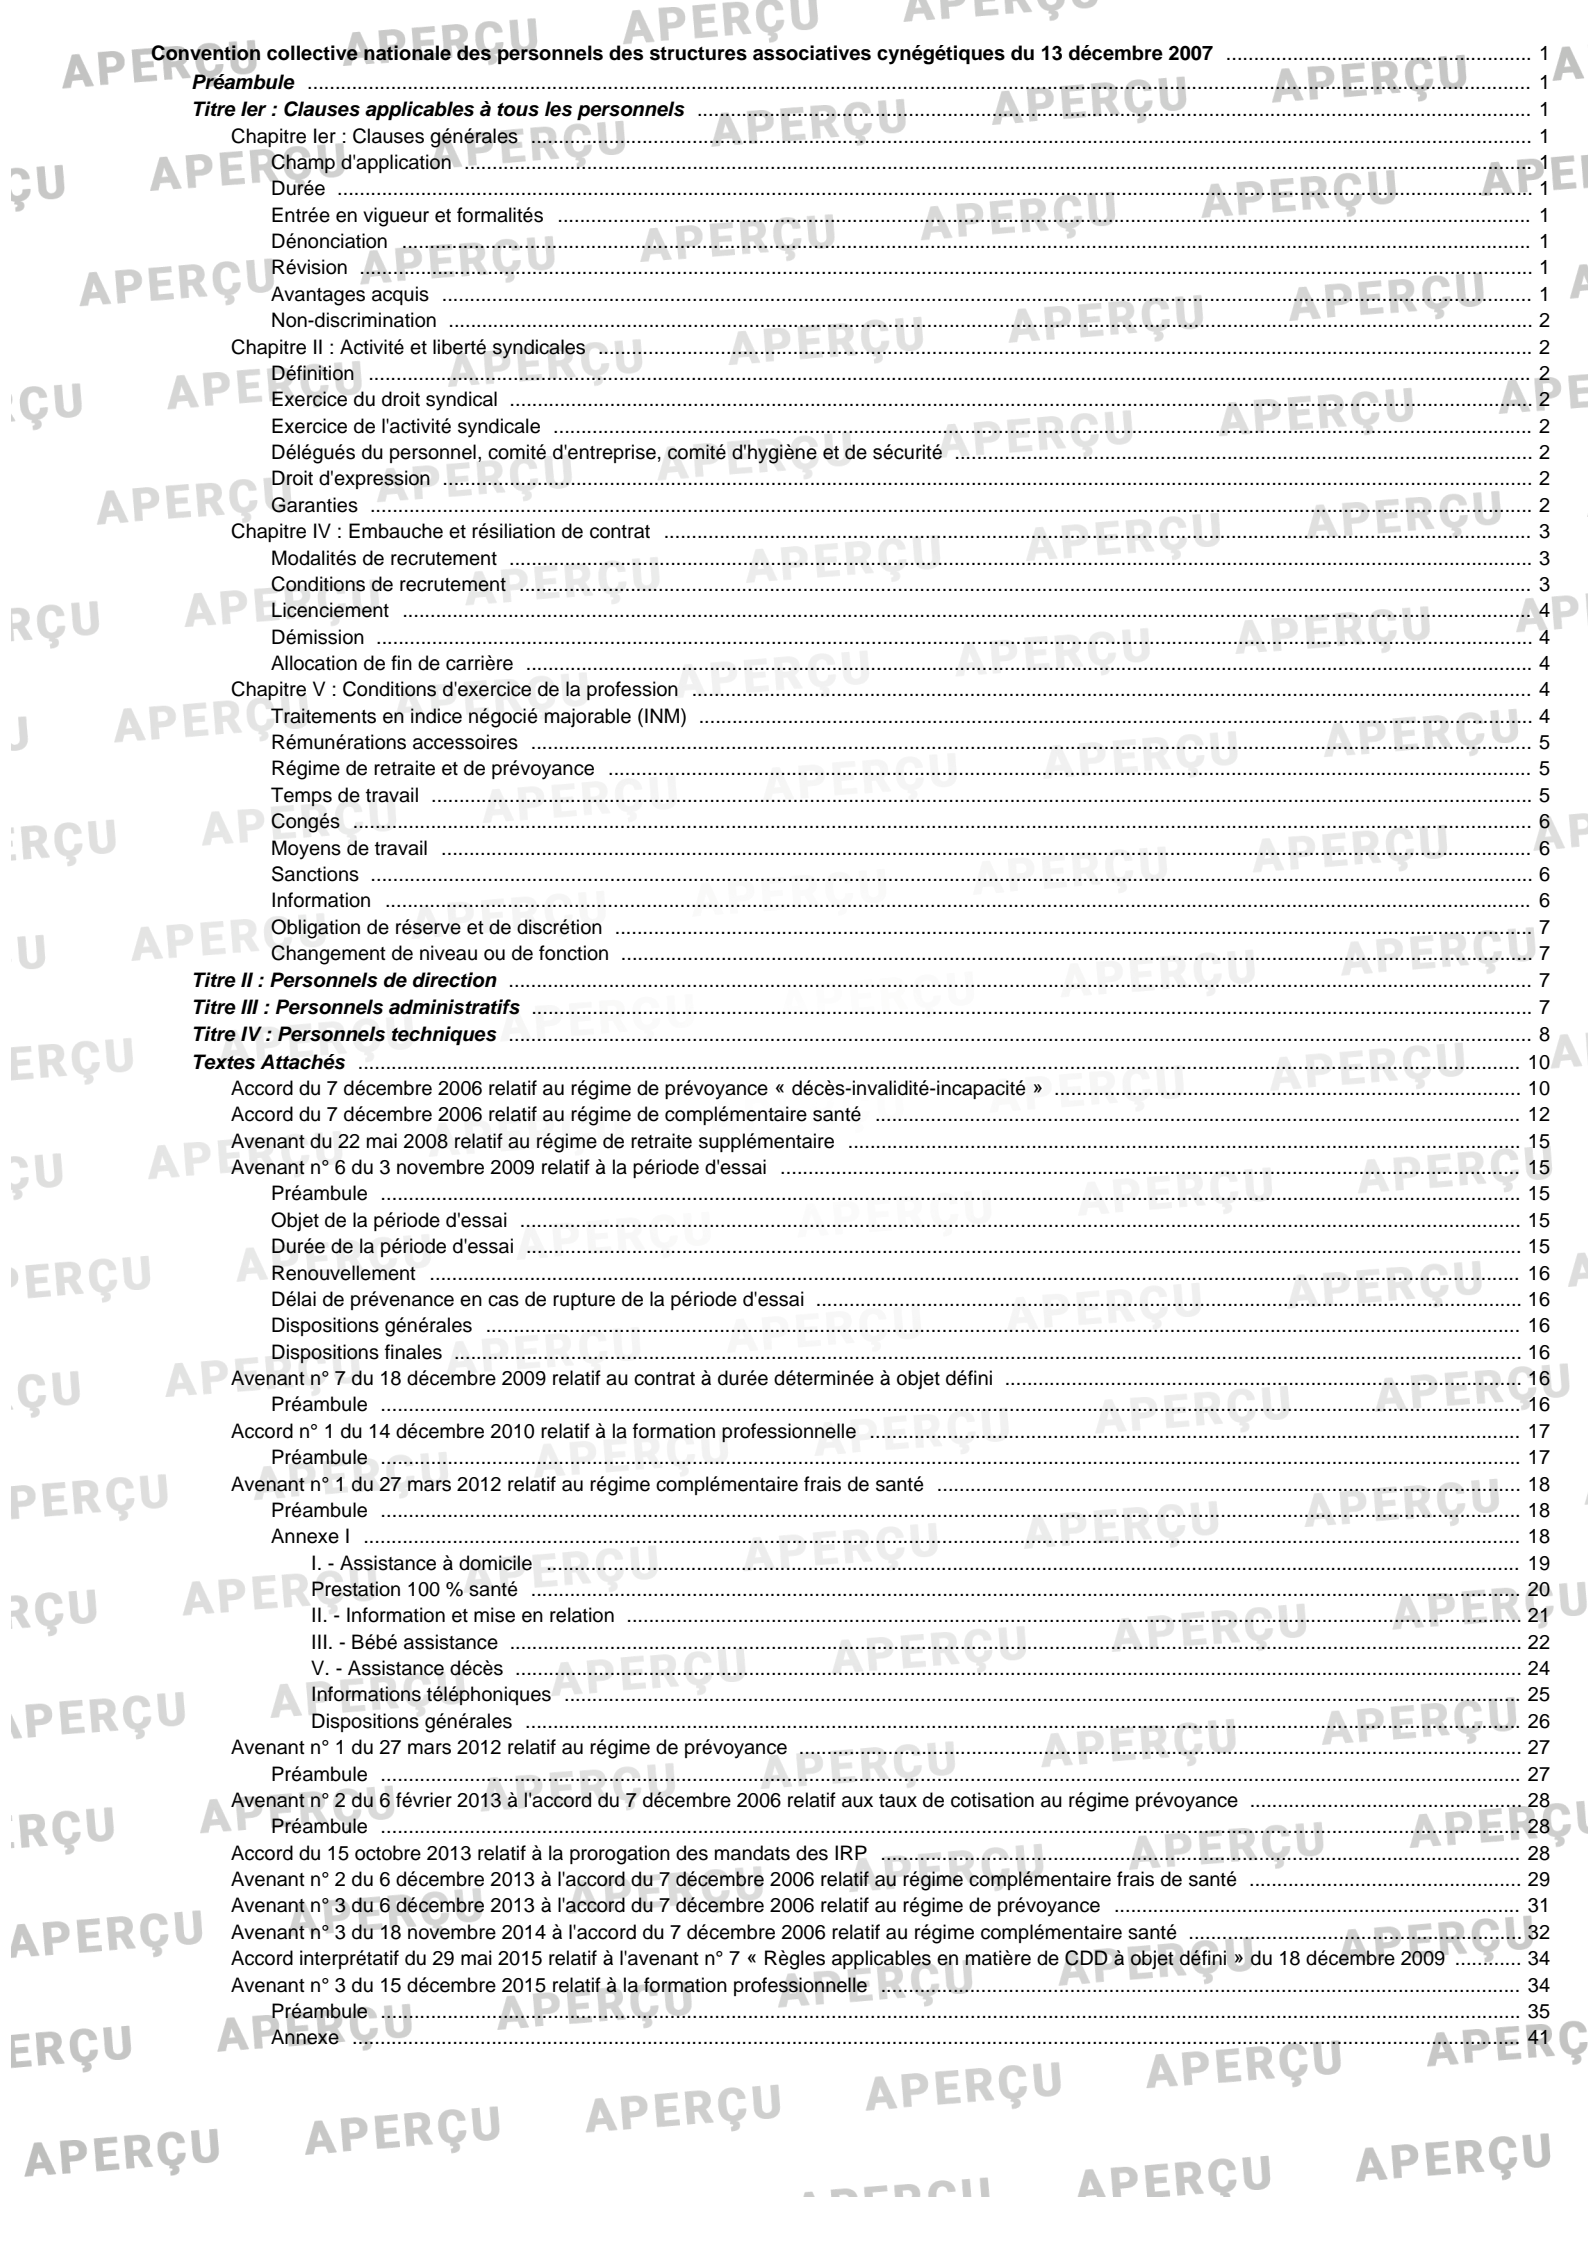 Convention collective nationale des personnels des structures associatives cynégétiques du 13 décembre 2007 ........ 1
Préambule ........ 1
Titre Ier : Clauses applicables à tous les personnels ........ 1
Chapitre Ier : Clauses générales ........ 1
Champ d'application ........ 1
Durée ........ 1
Entrée en vigueur et formalités ........ 1
Dénonciation ........ 1
Révision ........ 1
Avantages acquis ........ 1
Non-discrimination ........ 2
Chapitre II : Activité et liberté syndicales ........ 2
Définition ........ 2
Exercice du droit syndical ........ 2
Exercice de l'activité syndicale ........ 2
Délégués du personnel, comité d'entreprise, comité d'hygiène et de sécurité ........ 2
Droit d'expression ........ 2
Garanties ........ 2
Chapitre IV : Embauche et résiliation de contrat ........ 3
Modalités de recrutement ........ 3
Conditions de recrutement ........ 3
Licenciement ........ 4
Démission ........ 4
Allocation de fin de carrière ........ 4
Chapitre V : Conditions d'exercice de la profession ........ 4
Traitements en indice négocié majorable (INM) ........ 4
Rémunérations accessoires ........ 5
Régime de retraite et de prévoyance ........ 5
Temps de travail ........ 5
Congés ........ 6
Moyens de travail ........ 6
Sanctions ........ 6
Information ........ 6
Obligation de réserve et de discrétion ........ 7
Changement de niveau ou de fonction ........ 7
Titre II : Personnels de direction ........ 7
Titre III : Personnels administratifs ........ 7
Titre IV : Personnels techniques ........ 8
Textes Attachés ........ 10
Accord du 7 décembre 2006 relatif au régime de prévoyance « décès-invalidité-incapacité » ........ 10
Accord du 7 décembre 2006 relatif au régime de complémentaire santé ........ 12
Avenant du 22 mai 2008 relatif au régime de retraite supplémentaire ........ 15
Avenant n° 6 du 3 novembre 2009 relatif à la période d'essai ........ 15
Préambule ........ 15
Objet de la période d'essai ........ 15
Durée de la période d'essai ........ 15
Renouvellement ........ 16
Délai de prévenance en cas de rupture de la période d'essai ........ 16
Dispositions générales ........ 16
Dispositions finales ........ 16
Avenant n° 7 du 18 décembre 2009 relatif au contrat à durée déterminée à objet défini ........ 16
Préambule ........ 16
Accord n° 1 du 14 décembre 2010 relatif à la formation professionnelle ........ 17
Préambule ........ 17
Avenant n° 1 du 27 mars 2012 relatif au régime complémentaire frais de santé ........ 18
Préambule ........ 18
Annexe I ........ 18
I. - Assistance à domicile ........ 19
Prestation 100 % santé ........ 20
II. - Information et mise en relation ........ 21
III. - Bébé assistance ........ 22
V. - Assistance décès ........ 24
Informations téléphoniques ........ 25
Dispositions générales ........ 26
Avenant n° 1 du 27 mars 2012 relatif au régime de prévoyance ........ 27
Préambule ........ 27
Avenant n° 2 du 6 février 2013 à l'accord du 7 décembre 2006 relatif aux taux de cotisation au régime prévoyance ........ 28
Préambule ........ 28
Accord du 15 octobre 2013 relatif à la prorogation des mandats des IRP ........ 28
Avenant n° 2 du 6 décembre 2013 à l'accord du 7 décembre 2006 relatif au régime complémentaire frais de santé ........ 29
Avenant n° 3 du 6 décembre 2013 à l'accord du 7 décembre 2006 relatif au régime de prévoyance ........ 31
Avenant n° 3 du 18 novembre 2014 à l'accord du 7 décembre 2006 relatif au régime complémentaire santé ........ 32
Accord interprétatif du 29 mai 2015 relatif à l'avenant n° 7 « Règles applicables en matière de CDD à objet défini » du 18 décembre 2009 ........ 34
Avenant n° 3 du 15 décembre 2015 relatif à la formation professionnelle ........ 34
Préambule ........ 35
Annexe ........ 41
APERÇU